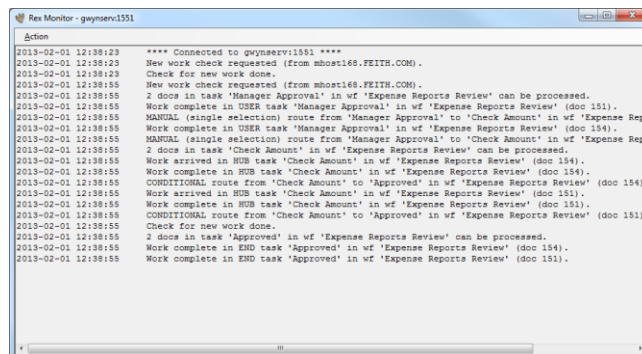 Rex Monitor - gwynserv:1551
Action
2013-02-01 12:38:23 **** Connected to gwynserv:1551 ****
2013-02-01 12:38:23 New work check requested (from mhost168.FEITH.COM).
2013-02-01 12:38:23 Check for new work done.
2013-02-01 12:38:55 New work check requested (from mhost168.FEITH.COM).
2013-02-01 12:38:55 2 docs in task 'Manager Approval' in wf 'Expense Reports Review' can be processed.
2013-02-01 12:38:55 Work complete in USER task 'Manager Approval' in wf 'Expense Reports Review' (doc 151).
2013-02-01 12:38:55 MANUAL (single selection) route from 'Manager Approval' to 'Check Amount' in wf 'Expense Rep
2013-02-01 12:38:55 Work complete in USER task 'Manager Approval' in wf 'Expense Reports Review' (doc 154).
2013-02-01 12:38:55 MANUAL (single selection) route from 'Manager Approval' to 'Check Amount' in wf 'Expense Rep
2013-02-01 12:38:55 2 docs in task 'Check Amount' in wf 'Expense Reports Review' can be processed.
2013-02-01 12:38:55 Work arrived in HUB task 'Check Amount' in wf 'Expense Reports Review' (doc 154).
2013-02-01 12:38:55 Work complete in HUB task 'Check Amount' in wf 'Expense Reports Review' (doc 154).
2013-02-01 12:38:55 CONDITIONAL route from 'Check Amount' to 'Approved' in wf 'Expense Reports Review' (doc 154)
2013-02-01 12:38:55 Work arrived in HUB task 'Check Amount' in wf 'Expense Reports Review' (doc 151).
2013-02-01 12:38:55 Work complete in HUB task 'Check Amount' in wf 'Expense Reports Review' (doc 151).
2013-02-01 12:38:55 CONDITIONAL route from 'Check Amount' to 'Approved' in wf 'Expense Reports Review' (doc 151)
2013-02-01 12:38:55 Check for new work done.
2013-02-01 12:38:55 2 docs in task 'Approved' in wf 'Expense Reports Review' can be processed.
2013-02-01 12:38:55 Work complete in END task 'Approved' in wf 'Expense Reports Review' (doc 154).
2013-02-01 12:38:55 Work complete in END task 'Approved' in wf 'Expense Reports Review' (doc 151).